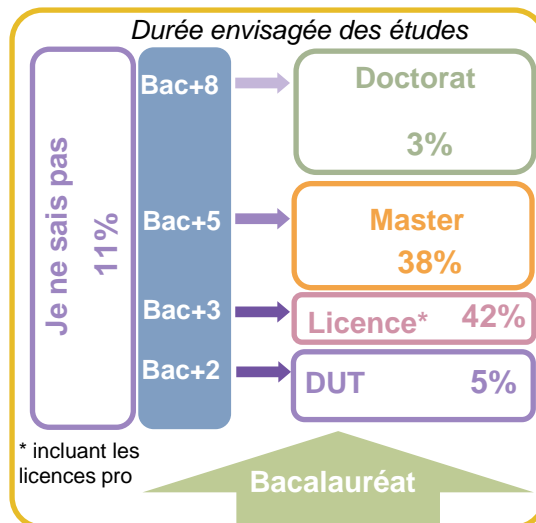 Durée envisagée des études
Je ne sais pas
11%
Bac+8
Doctorat
3%
Bac+5
Master
38%
Bac+3
Licence* 42%
Bac+2
DUT 5%
* incluant les
licences pro
Bacalauréat